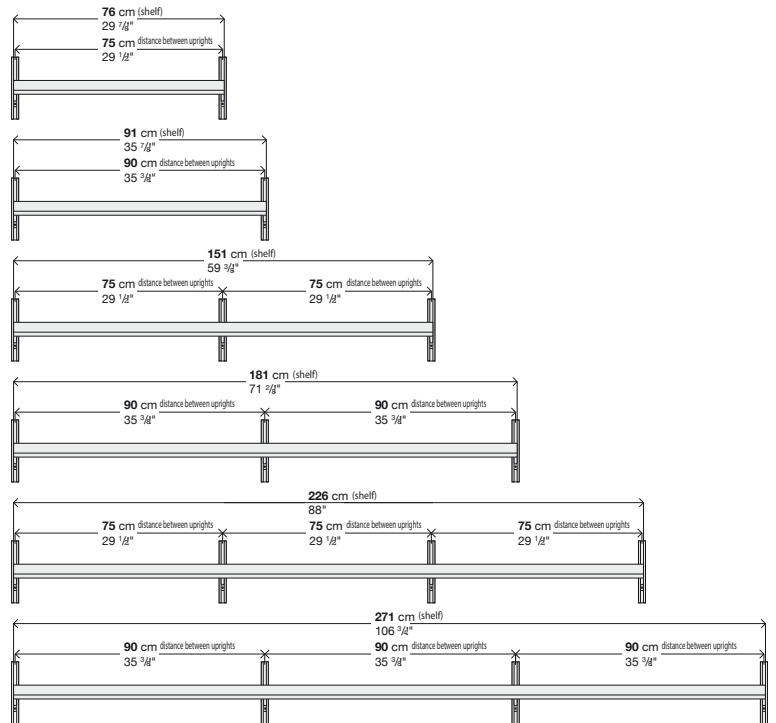 76 cm (shelf)
29 7/8"
75 cm distance between uprights
29 1/2"
91 cm (shelf)
35 7/8"
90 cm distance between uprights
35 3/8"
151 cm (shelf)
59 3/8"
75 cm distance between uprights 75 cm distance between uprights
29 1/2" 29 1/2"
181 cm (shelf)
71 2/8"
90 cm distance between uprights 90 cm distance between uprights
35 3/8" 35 3/8"
226 cm (shelf)
88"
75 cm distance between uprights 75 cm distance between uprights 75 cm distance between uprights
29 1/2" 29 1/2" 29 1/2"
271 cm (shelf)
106 3/4"
90 cm distance between uprights 90 cm distance between uprights 90 cm distance between uprights
35 3/8" 35 3/8" 35 3/8"